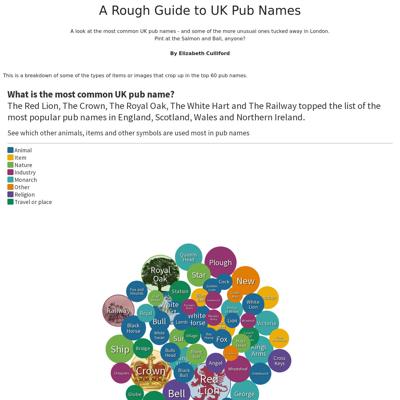 A Rough Guide to UK Pub Names
A look at the most common UK pub names - and some of the more unusual ones tucked away in London.
Pint at the Salmon and Ball, anyone?
By Elizabeth Culliford
This is a breakdown of some of the types of items or images that crop up in the top 60 pub names.
What is the most common UK pub name?
The Red Lion, The Crown, The Royal Oak, The White Hart and The Railway topped the list of the
most popular pub names in England, Scotland, Wales and Northern Ireland.
See which other animals, items and other symbols are used most in pub names
Animal
Item
Nature
Industry
Monarch
Other
Religion
Travel or place
Queens
Head
Plough
Royal
Oak
Star
Cock
New
Fox and
Hounds
Station
White
Lion
Railway
Royal
White
Hart
Victoria
Black
Horse
Bull
Lamb
White
Horse
Lion
White
Swan
Sun
Village
Fox
Ship
Bridge
Bulls
Head
Kings
Arms
Cross
Keys
Crown
Black
Bull
Angel
Wheatsheaf
Red
Lion
Globe
Bell
George